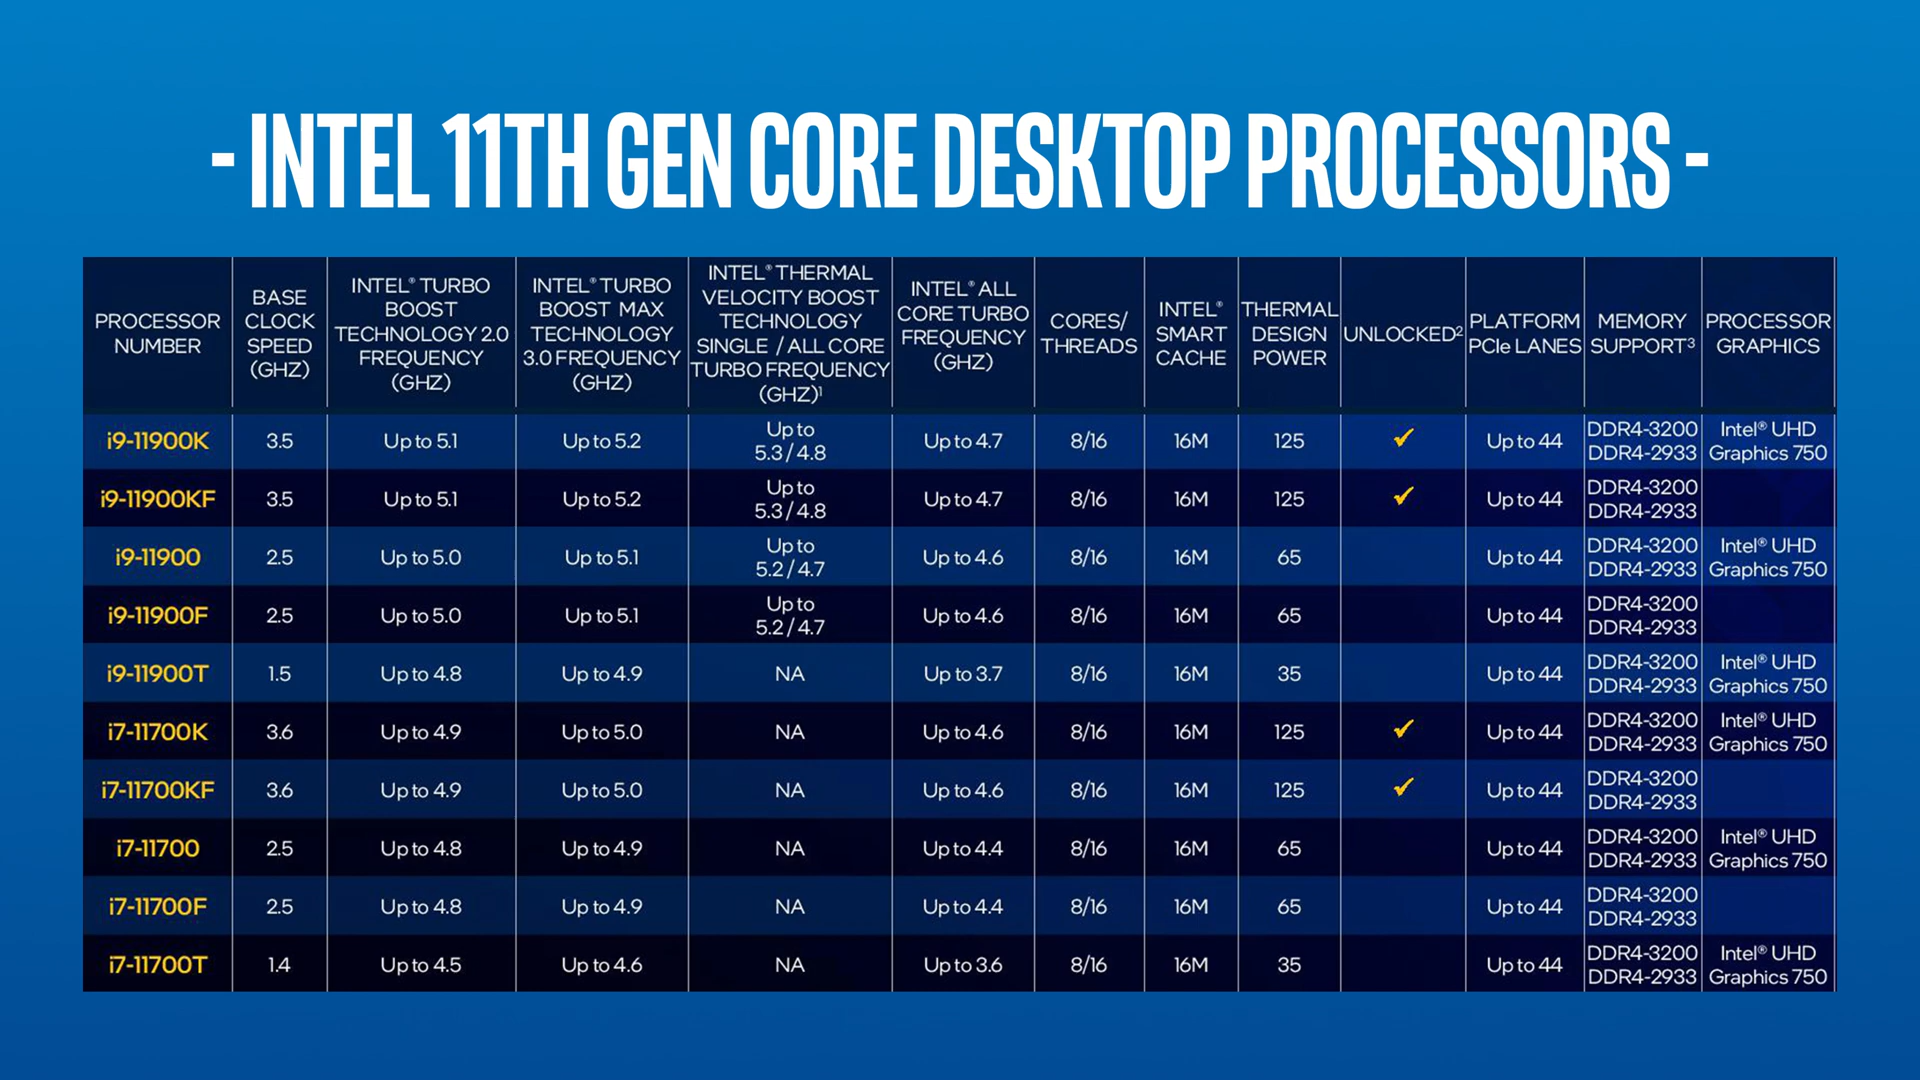 - INTEL 11TH GEN CORE DESKTOP PROCESSORS -
PROCESSOR
NUMBER
BASE
CLOCK
SPEED
(GHZ)
INTEL® TURBO
BOOST
TECHNOLOGY 2.0
FREQUENCY
(GHZ)
INTEL® TURBO
BOOST MAX
TECHNOLOGY
3.0 FREQUENCY
(GHZ)
INTEL® THERMAL
VELOCITY BOOST
TECHNOLOGY
SINGLE / ALL CORE
TURBO FREQUENCY
(GHZ)¹
INTEL® ALL
CORE TURBO
FREQUENCY
(GHZ)
CORES/
THREADS
INTEL®
SMART
CACHE
THERMAL
DESIGN
POWER
UNLOCKED²
PLATFORM
PCIe LANES
MEMORY
SUPPORT³
PROCESSOR
GRAPHICS
i9-11900K 3.5 Up to 5.1 Up to 5.2 Up to 5.3 / 4.8 Up to 4.7 8/16 16M 125 ✓ Up to 44 DDR4-3200 DDR4-2933 Intel® UHD Graphics 750
i9-11900KF 3.5 Up to 5.1 Up to 5.2 Up to 5.3 / 4.8 Up to 4.7 8/16 16M 125 ✓ Up to 44 DDR4-3200 DDR4-2933
i9-11900 2.5 Up to 5.0 Up to 5.1 Up to 5.2 / 4.7 Up to 4.6 8/16 16M 65 Up to 44 DDR4-3200 DDR4-2933 Intel® UHD Graphics 750
i9-11900F 2.5 Up to 5.0 Up to 5.1 Up to 5.2 / 4.7 Up to 4.6 8/16 16M 65 Up to 44 DDR4-3200 DDR4-2933
i9-11900T 1.5 Up to 4.8 Up to 4.9 NA Up to 3.7 8/16 16M 35 Up to 44 DDR4-3200 DDR4-2933 Intel® UHD Graphics 750
i7-11700K 3.6 Up to 4.9 Up to 5.0 NA Up to 4.6 8/16 16M 125 ✓ Up to 44 DDR4-3200 DDR4-2933 Intel® UHD Graphics 750
i7-11700KF 3.6 Up to 4.9 Up to 5.0 NA Up to 4.6 8/16 16M 125 ✓ Up to 44 DDR4-3200 DDR4-2933
i7-11700 2.5 Up to 4.8 Up to 4.9 NA Up to 4.4 8/16 16M 65 Up to 44 DDR4-3200 DDR4-2933 Intel® UHD Graphics 750
i7-11700F 2.5 Up to 4.8 Up to 4.9 NA Up to 4.4 8/16 16M 65 Up to 44 DDR4-3200 DDR4-2933
i7-11700T 1.4 Up to 4.5 Up to 4.6 NA Up to 3.6 8/16 16M 35 Up to 44 DDR4-3200 DDR4-2933 Intel® UHD Graphics 750